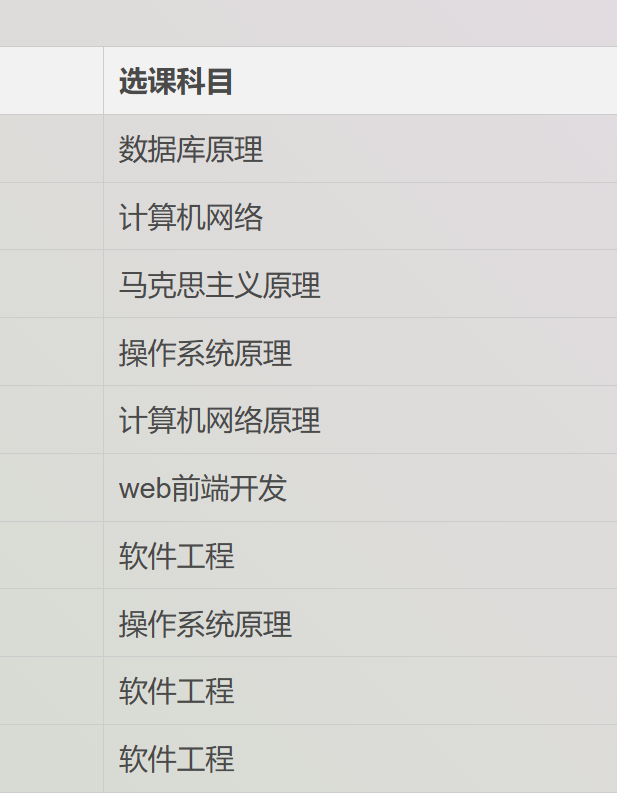 选课科目
数据库原理
计算机网络
马克思主义原理
操作系统原理
计算机网络原理
web前端开发
软件工程
操作系统原理
软件工程
软件工程